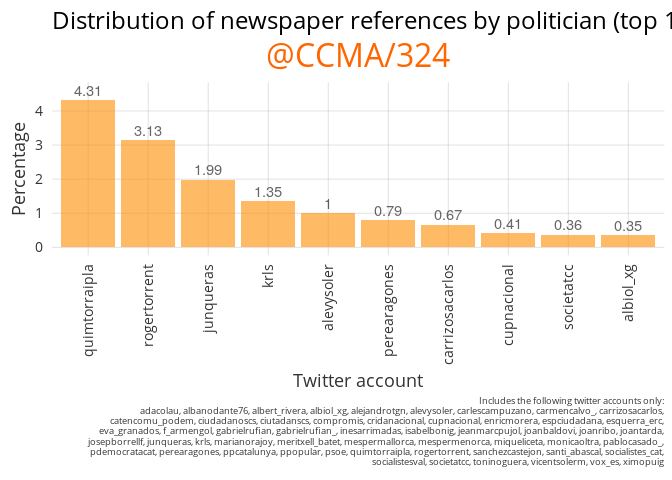 Distribution of newspaper references by politician (top 1
@CCMA/324
Percentage
4
3
2
1
0
4.31
3.13
1.99
1.35
1
0.79
0.67
0.41
0.36
0.35
quimtorraipla
rogertorrent
junqueras
krls
alevysoler
perearagones
carrizosacarlos
cupnacional
societatcc
albiol_xg
Twitter account
Includes the following twitter accounts only:
adacolau, albanodante76, albert_rivera, albiol_xg, alejandrotgn, alevysoler, carlescampuzano, carmencalvo_, carrizosacarlos,
catencomu_podem, ciudadanoscs, ciutadanscs, compromis, cridanacional, cupnacional, enricmorera, espciudadana, esquerra_erc,
eva_granados, f_armengol, gabrielrufian, gabrielrufian_, inesarrimadas, isabelbonig, jeanmarcpujol, joanbaldovi, joanribo, joantarda,
josepborrellf, junqueras, krls, marianorajoy, meritxell_batet, mespermallorca, mespermenorca, miqueliceta, monicaoltra, pablocasado_,
pdemocratacat, perearagones, ppcatalunya, ppopular, psoe, quimtorraipla, rogertorrent, sanchezcastejon, santi_abascal, socialistes_cat,
socialistesval, societatcc, toninoguera, vicentsolerm, vox_es, ximopuig